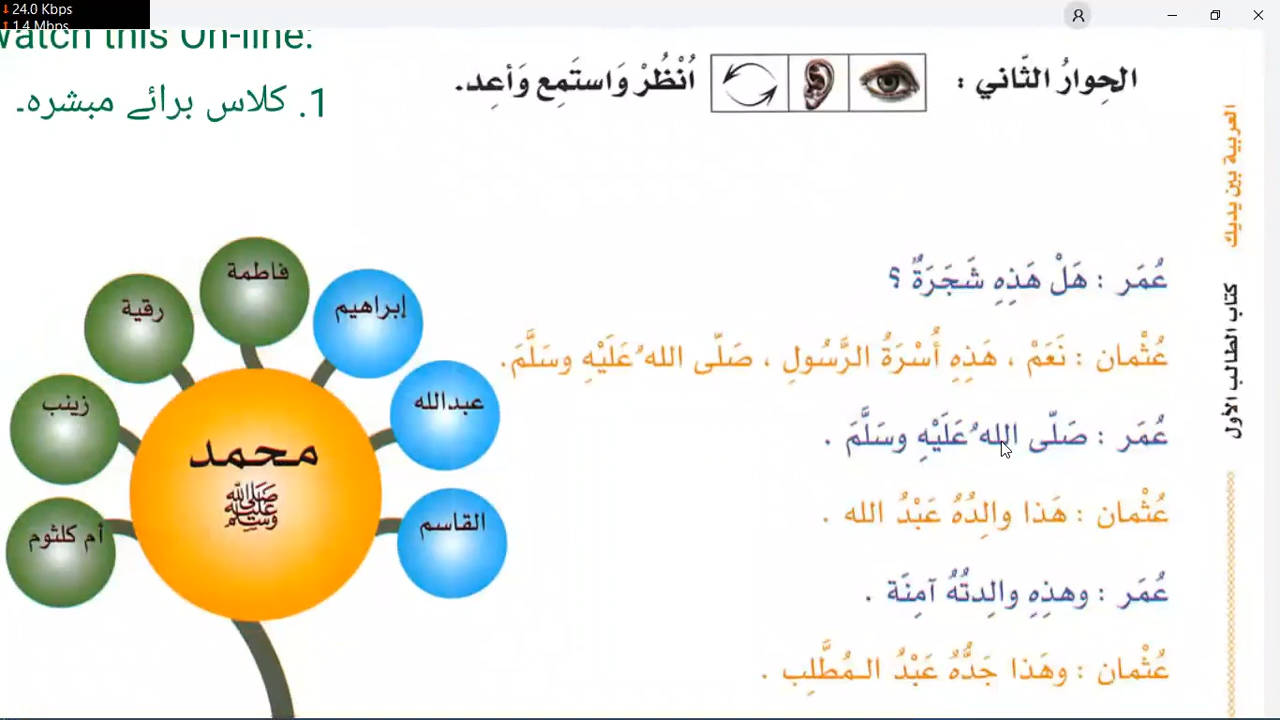 24.0 Kbps
1.4 Mbps
Watch this On-line:
1. کلاس برائے مبشرہ۔
الحِوارُ الثّاني : اُنْظُرْ وَاستَمِع وَأعِد.
العربية بين يديك
كتاب الطالب الأول
عُمَر : هَلْ هَذِهِ شَجَرَةٌ ؟
عُثْمان : نَعَمْ ، هَذِهِ أُسْرَةُ الرَّسُولِ ، صَلّى اللهُ عَلَيْهِ وسَلَّمَ.
عُمَر : صَلّى اللهُ عَلَيْهِ وسَلَّمَ .
عُثْمان : هَذا والِدُهُ عَبْدُ الله .
عُمَر : وهذِهِ والِدتُهُ آمِنَة .
عُثْمان : وهَذا جَدُّهُ عَبْدُ الـمُطَّلِب .
فاطمة
إبراهيم
رقية
عبدالله
زينب
محمد
صلى الله عليه وسلم
القاسم
أم كلثوم